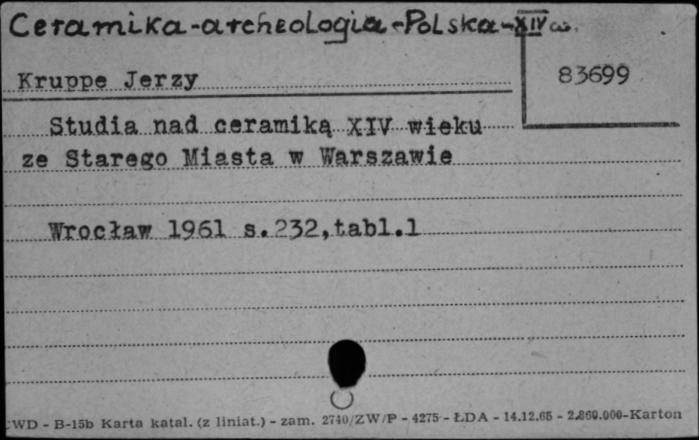 Ceramika-archeologia-Polska-XIV w.
83699
Kruppe Jerzy
Studia nad ceramiką XIV wieku
ze Starego Miasta w Warszawie
Wrocław 1961 s.232,tabl.1
CWD - B-15b Karta katal. (z liniat.) - zam. 2740/ZW/P - 4275 - ŁDA - 14.12.65 - 2.860.000-Karton